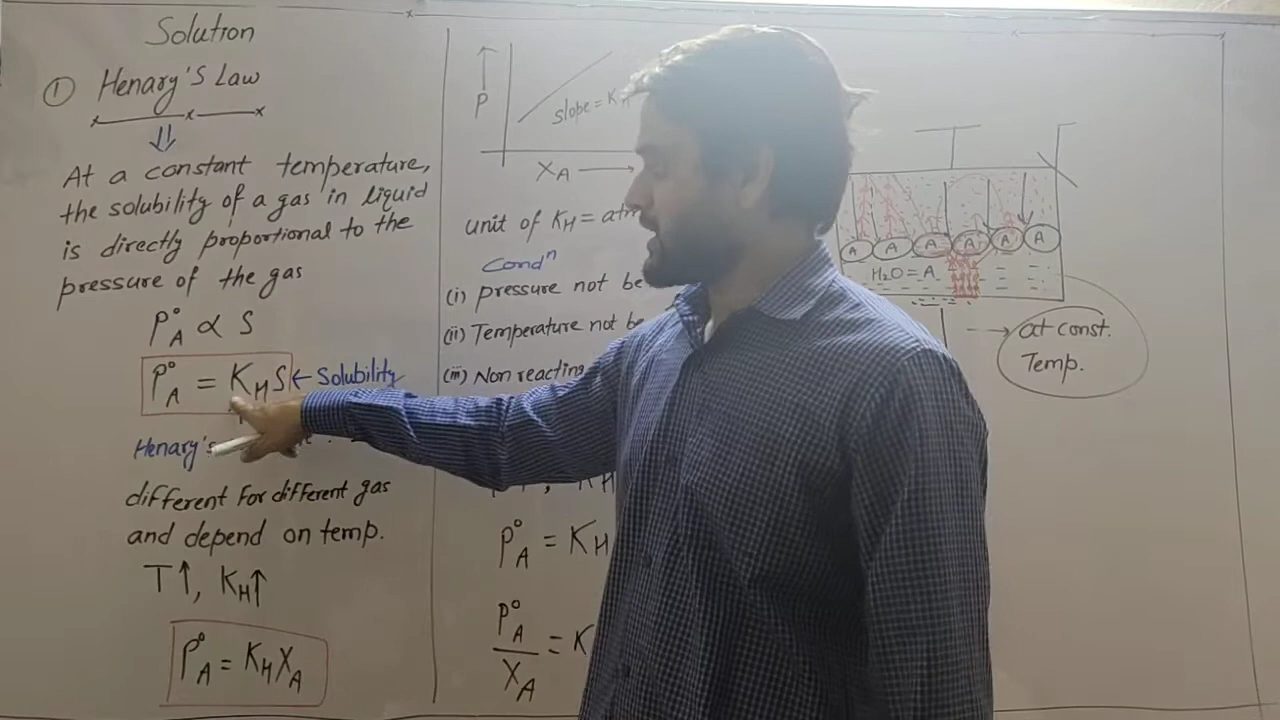 Solution
① Henary's Law
At a constant temperature,
the solubility of a gas in liquid
is directly proportional to the
pressure of the gas
P°A ∝ S
P°A = KHS ← Solubility
Henary's
different for different gas
and depend on temp.
T↑, KH↑
P°A = KHXA
P
slope = KH
XA
unit of KH = atm
Condn
(i) pressure not be
(ii) Temperature not be
(iii) Non reacting
, KH
P°A = KH
P°A / XA = K
A A A A A A
H2O = A
at const.
Temp.